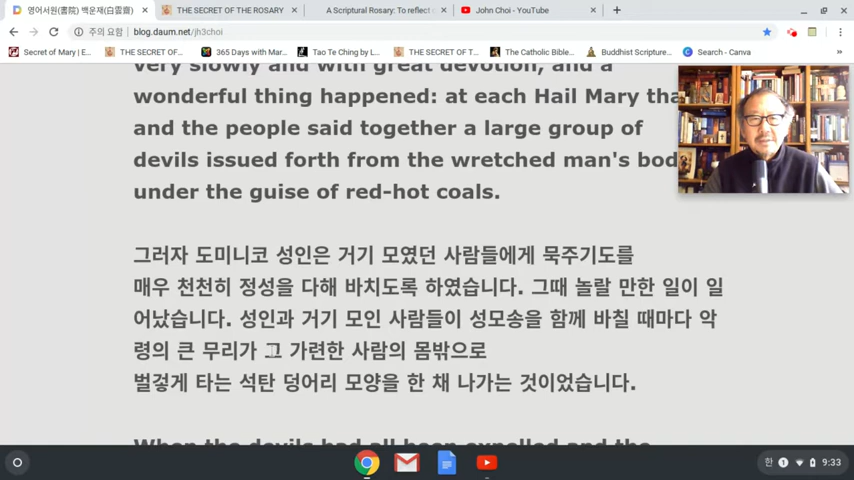 영어서원(書院) 백운재(白雲齋)
THE SECRET OF THE ROSARY
A Scriptural Rosary: To reflect
John Choi - YouTube
주의 요함
blog.daum.net/jh3choi
Secret of Mary | E...
THE SECRET OF...
365 Days with Mar...
Tao Te Ching by L...
THE SECRET OF T...
The Catholic Bible...
Buddhist Scripture...
Search - Canva
very slowly and with great devotion, and a
wonderful thing happened: at each Hail Mary tha
and the people said together a large group of
devils issued forth from the wretched man's bod
under the guise of red-hot coals.
그러자 도미니코 성인은 거기 모였던 사람들에게 묵주기도를
매우 천천히 정성을 다해 바치도록 하였습니다. 그때 놀랄 만한 일이 일
어났습니다. 성인과 거기 모인 사람들이 성모송을 함께 바칠 때마다 악
령의 큰 무리가 그 가련한 사람의 몸밖으로
벌겋게 타는 석탄 덩어리 모양을 한 채 나가는 것이었습니다.
When the devils had all been expelled and the
한
9:33